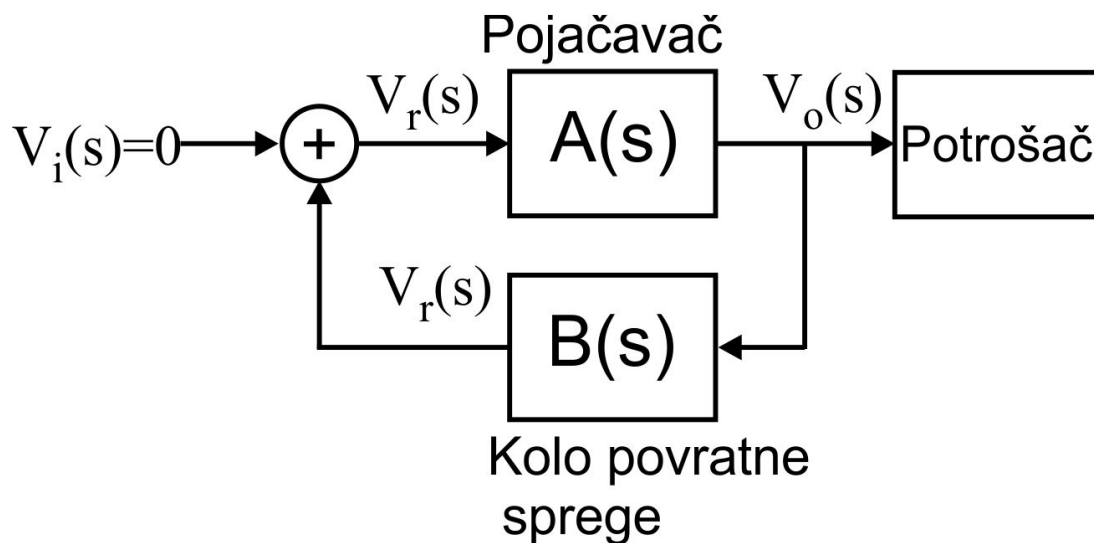 Pojačavač
V_r(s)
V_o(s)
V_i(s)=0
+
A(s)
Potrošač
V_r(s)
B(s)
Kolo povratne
sprege